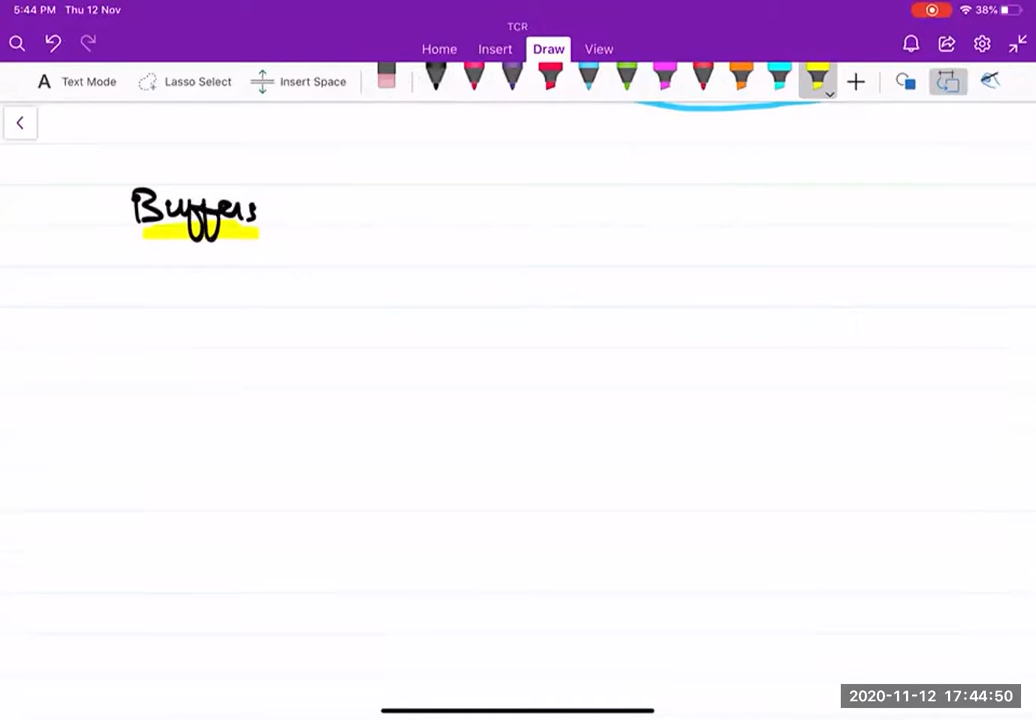 5:44 PM Thu 12 Nov
38%
TCR
Home Insert Draw View
A Text Mode Lasso Select Insert Space
Buffers
2020-11-12 17:44:50